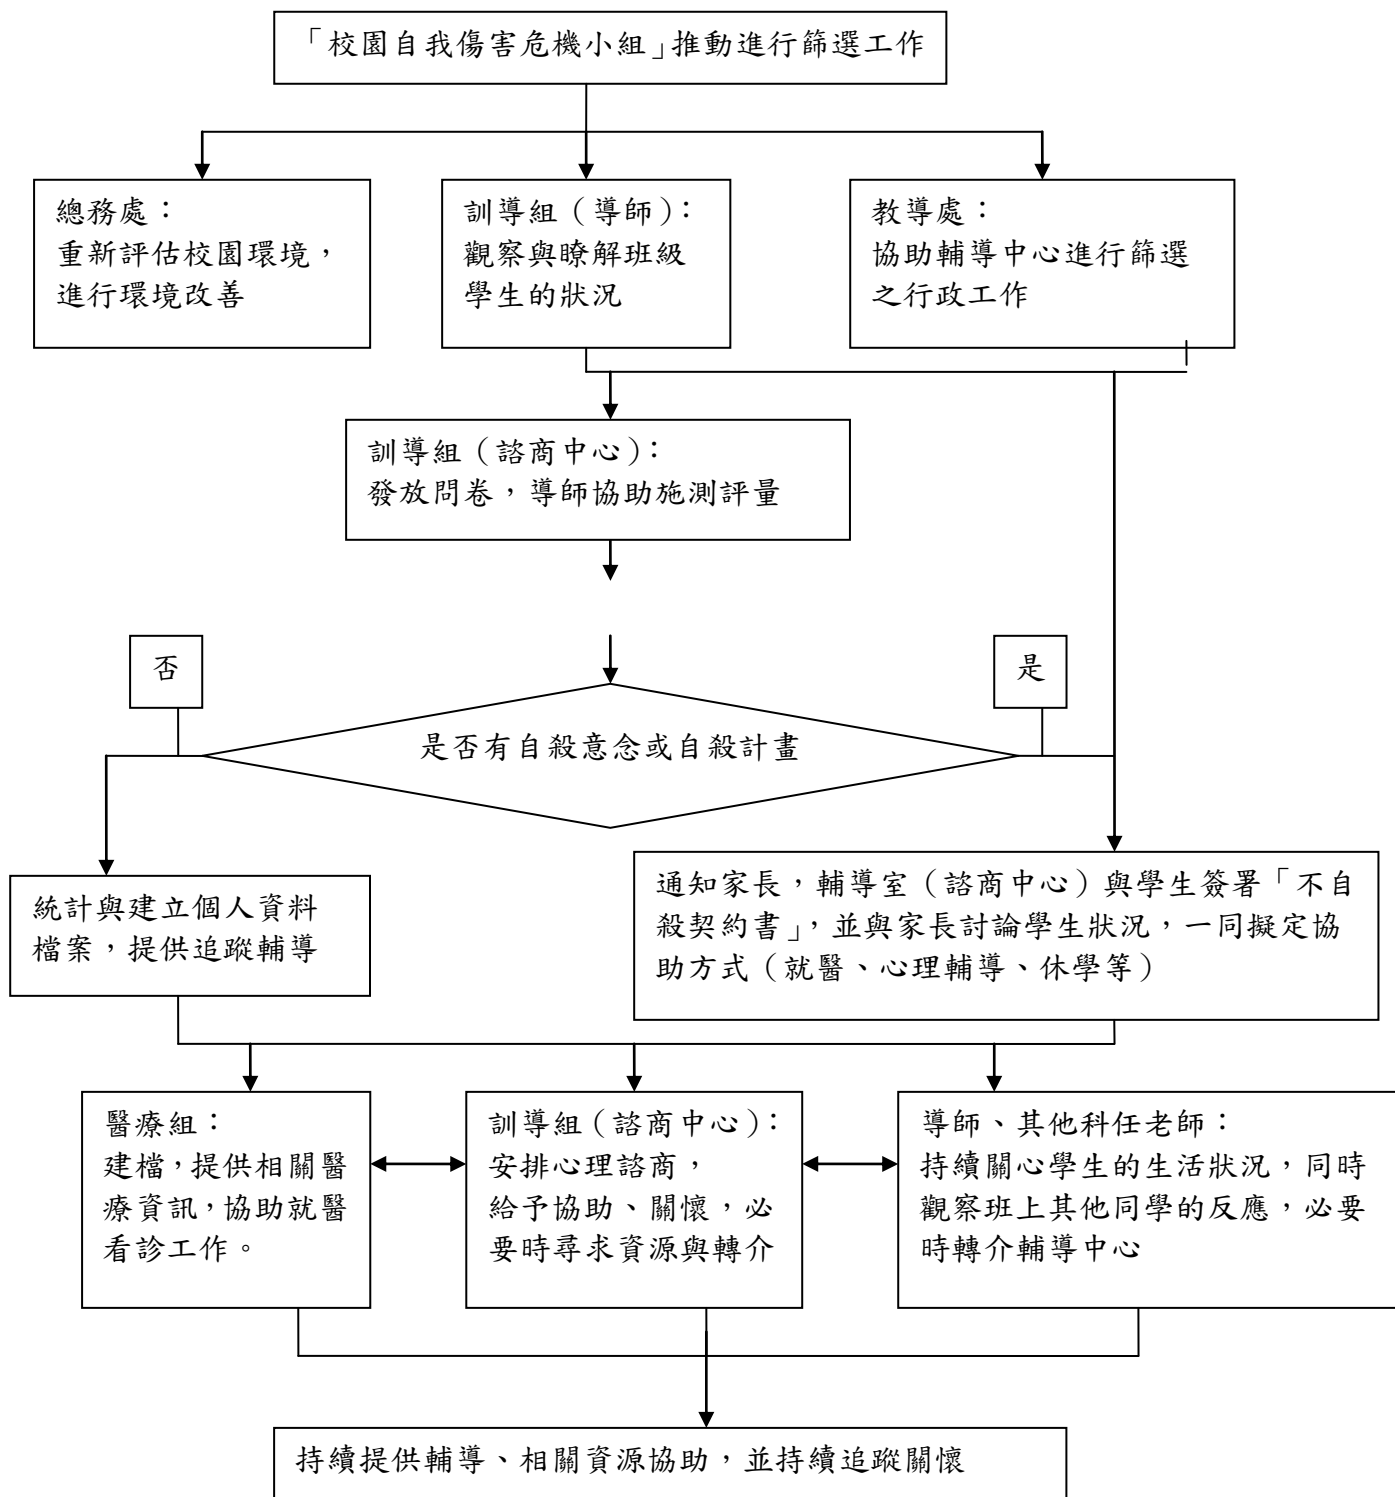 「校園自我傷害危機小組」推動進行篩選工作
總務處：
重新評估校園環境，
進行環境改善
訓導組（導師）：
觀察與瞭解班級
學生的狀況
教導處：
協助輔導中心進行篩選
之行政工作
訓導組（諮商中心）：
發放問卷，導師協助施測評量
否
是
是否有自殺意念或自殺計畫
統計與建立個人資料
檔案，提供追蹤輔導
通知家長，輔導室（諮商中心）與學生簽署「不自
殺契約書」，並與家長討論學生狀況，一同擬定協
助方式（就醫、心理輔導、休學等）
醫療組：
建檔，提供相關醫
療資訊，協助就醫
看診工作。
訓導組（諮商中心）：
安排心理諮商，
給予協助、關懷，必
要時尋求資源與轉介
導師、其他科任老師：
持續關心學生的生活狀況，同時
觀察班上其他同學的反應，必要
時轉介輔導中心
持續提供輔導、相關資源協助，並持續追蹤關懷